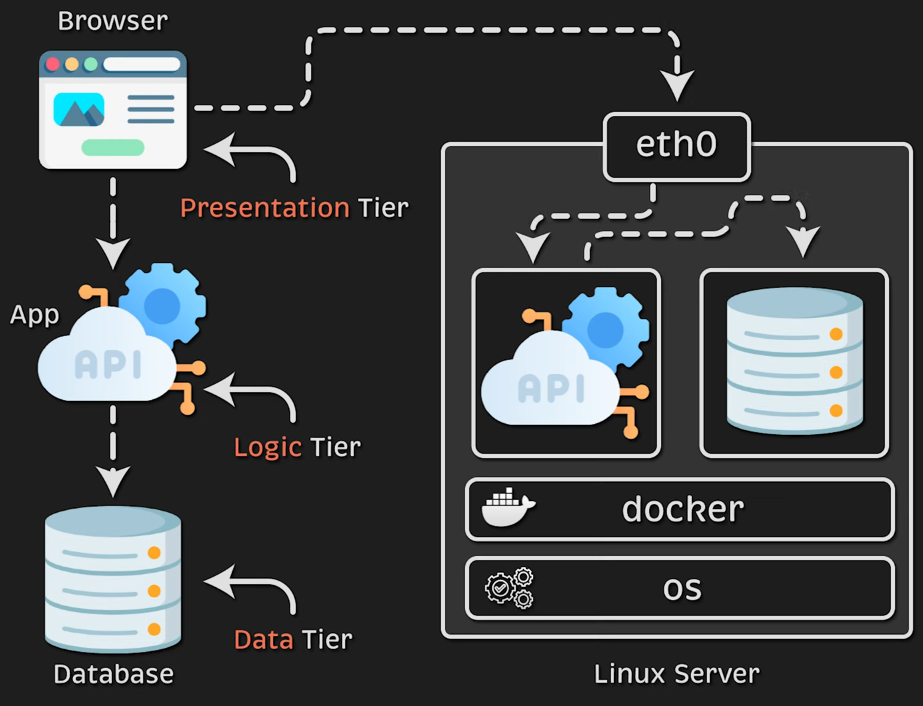 Browser
eth0
Presentation Tier
App
API
API
Logic Tier
docker
os
Data Tier
Database
Linux Server